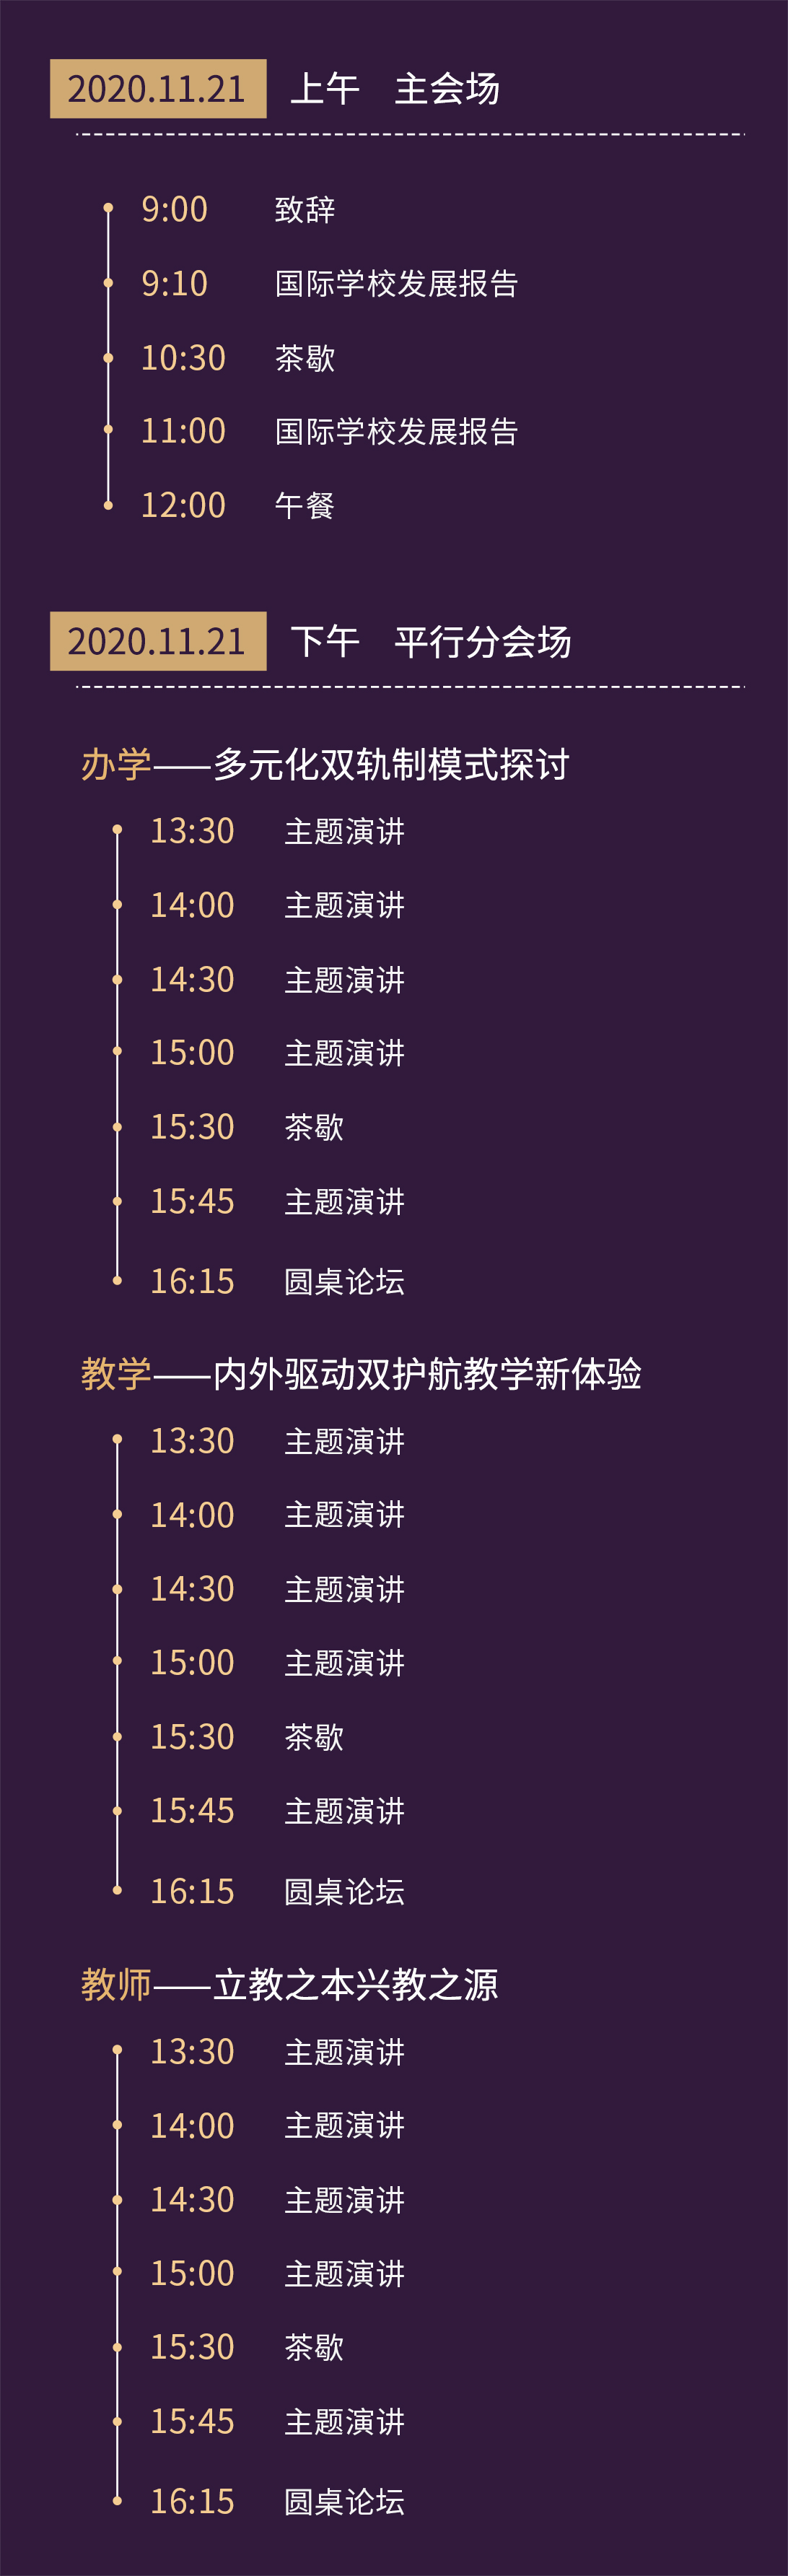 2020.11.21 上午 主会场
9:00 致辞
9:10 国际学校发展报告
10:30 茶歇
11:00 国际学校发展报告
12:00 午餐
2020.11.21 下午 平行分会场
办学——多元化双轨制模式探讨
13:30 主题演讲
14:00 主题演讲
14:30 主题演讲
15:00 主题演讲
15:30 茶歇
15:45 主题演讲
16:15 圆桌论坛
教学——内外驱动双护航教学新体验
13:30 主题演讲
14:00 主题演讲
14:30 主题演讲
15:00 主题演讲
15:30 茶歇
15:45 主题演讲
16:15 圆桌论坛
教师——立教之本兴教之源
13:30 主题演讲
14:00 主题演讲
14:30 主题演讲
15:00 主题演讲
15:30 茶歇
15:45 主题演讲
16:15 圆桌论坛